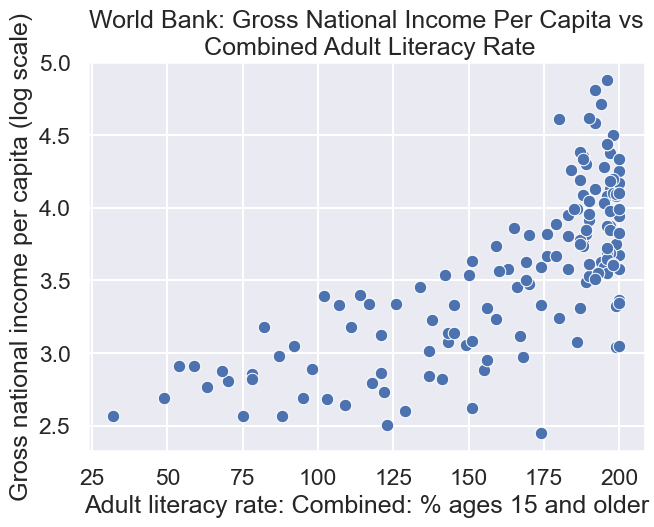 World Bank: Gross National Income Per Capita vs
Combined Adult Literacy Rate
Gross national income per capita (log scale)
5.0
4.5
4.0
3.5
3.0
2.5
25 50 75 100 125 150 175 200
Adult literacy rate: Combined: % ages 15 and older